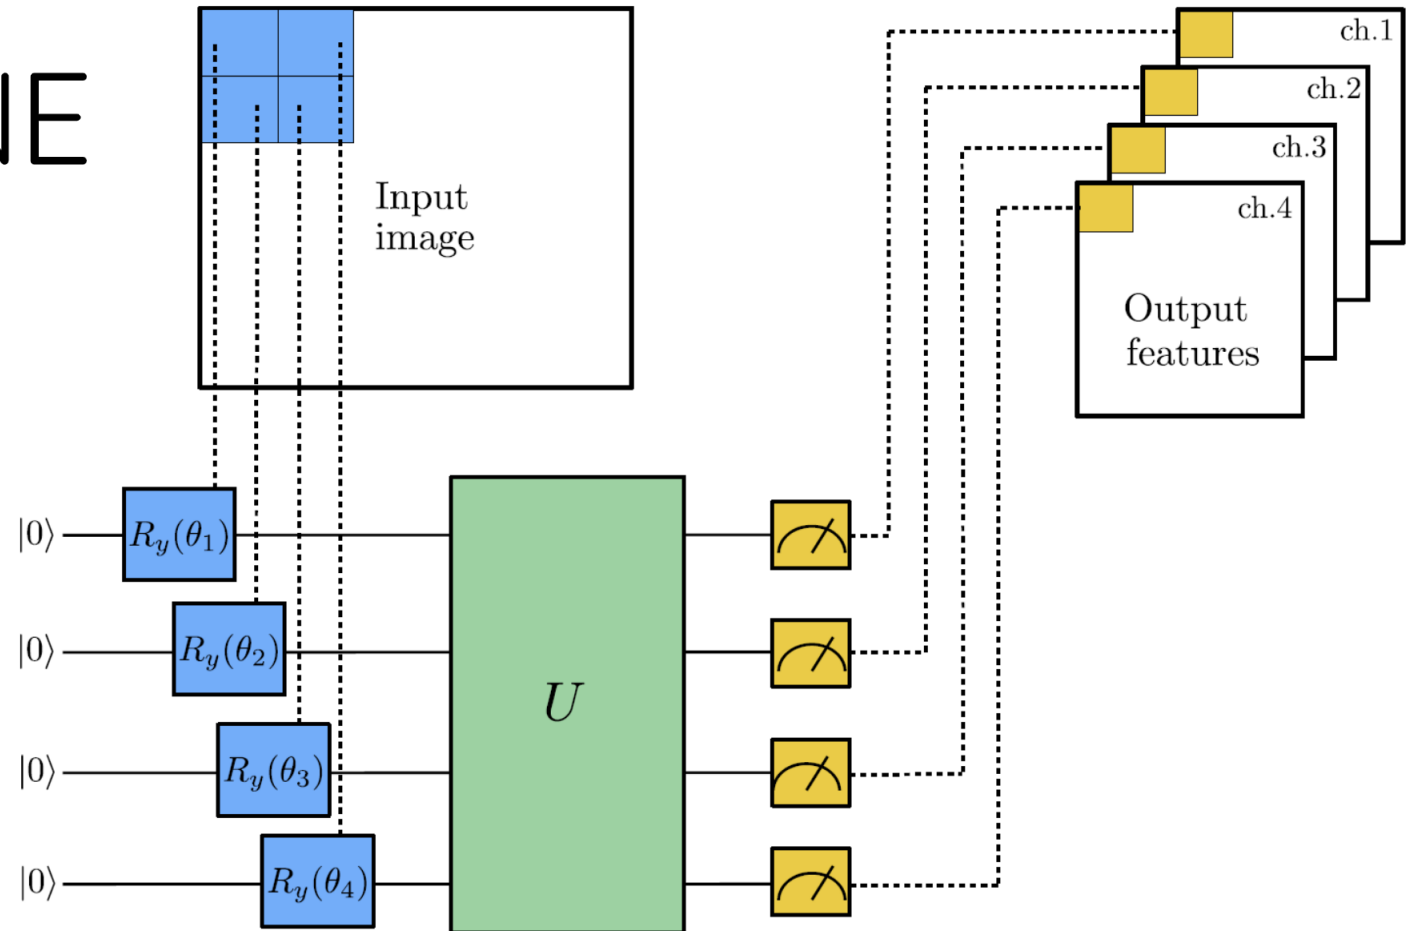 NE
Input
image
ch.1
ch.2
ch.3
ch.4
Output
features
|0⟩
R_y(θ_1)
|0⟩
R_y(θ_2)
U
|0⟩
R_y(θ_3)
|0⟩
R_y(θ_4)